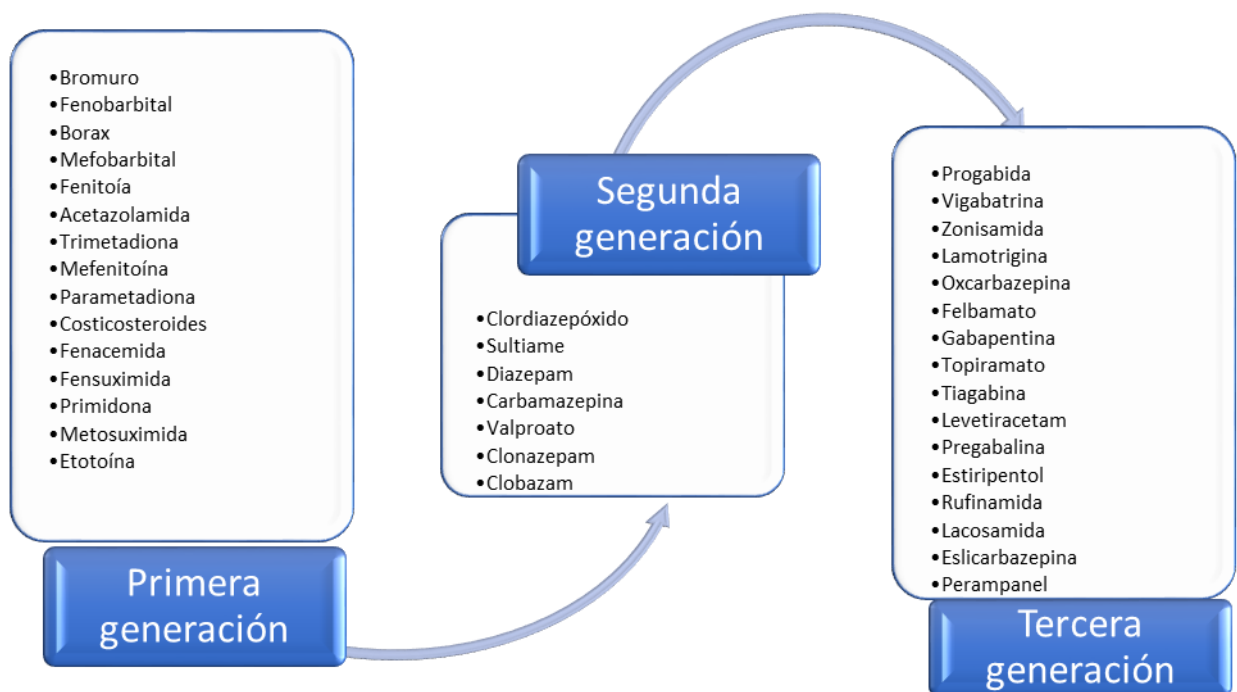 •Bromuro
•Fenobarbital
•Borax
•Mefobarbital
•Fenitoía
•Acetazolamida
•Trimetadiona
•Mefenitoína
•Parametadiona
•Costicosteroides
•Fenacemida
•Fensuximida
•Primidona
•Metosuximida
•Etotoína
Primera
generación
Segunda
generación
•Clordiazepóxido
•Sultiame
•Diazepam
•Carbamazepina
•Valproato
•Clonazepam
•Clobazam
•Progabida
•Vigabatrina
•Zonisamida
•Lamotrigina
•Oxcarbazepina
•Felbamato
•Gabapentina
•Topiramato
•Tiagabina
•Levetiracetam
•Pregabalina
•Estiripentol
•Rufinamida
•Lacosamida
•Eslicarbazepina
•Perampanel
Tercera
generación